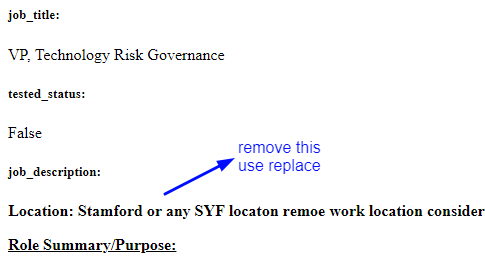 job_title:
VP, Technology Risk Governance
tested_status:
False
remove this
use replace
job_description:
Location: Stamford or any SYF locaton remoe work location consider
Role Summary/Purpose: